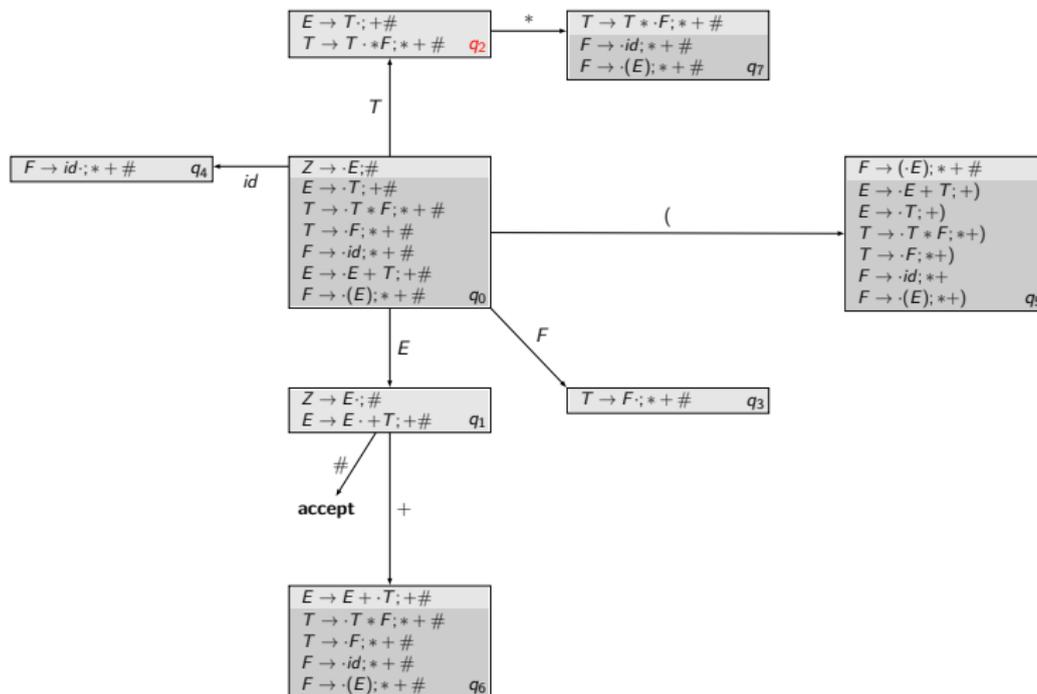 E → T·; +#
T → T · *F; * + # q₂
*
T → T * ·F; * + #
F → ·id; * + #
F → ·(E); * + # q₇
T
F → id·; * + # q₄
id
Z → ·E; #
E → ·T; +#
T → ·T * F; * + #
T → ·F; * + #
F → ·id; * + #
E → ·E + T; +#
F → ·(E); * + # q₀
(
F → (·E); * + #
E → ·E + T; +)
E → ·T; +)
T → ·T * F; *+)
T → ·F; *+)
F → ·id; *+
F → ·(E); *+)
F
E
Z → E·; #
E → E · +T; +# q₁
T → F·; * + # q₃
#
accept
+
E → E + ·T; +#
T → ·T * F; * + #
T → ·F; * + #
F → ·id; * + #
F → ·(E); * + # q₆